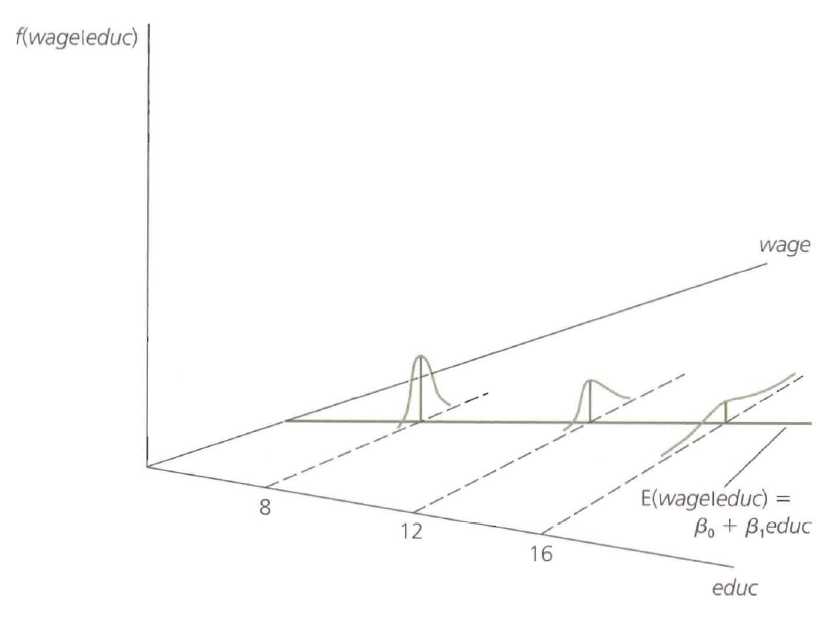 f(wage|educ)
wage
8
12
16
E(wage|educ) =
β₀ + β₁educ
educ